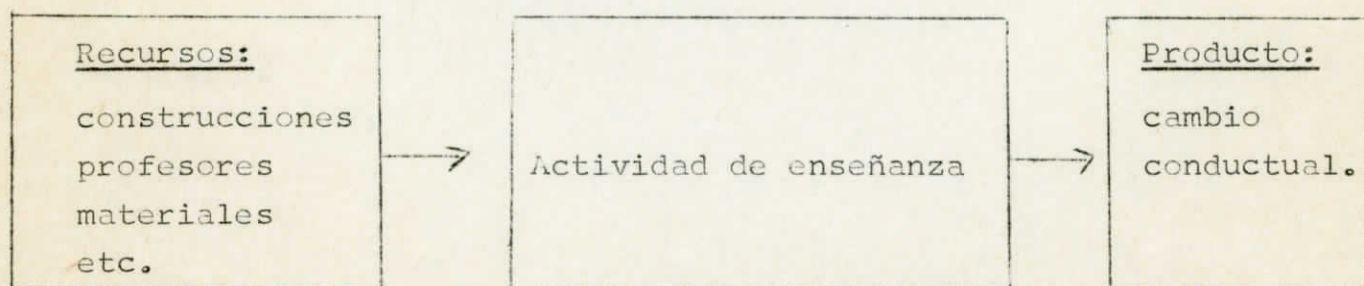 Recursos:
construcciones
profesores
materiales
etc.
Actividad de enseñanza
Producto:
cambio
conductual.